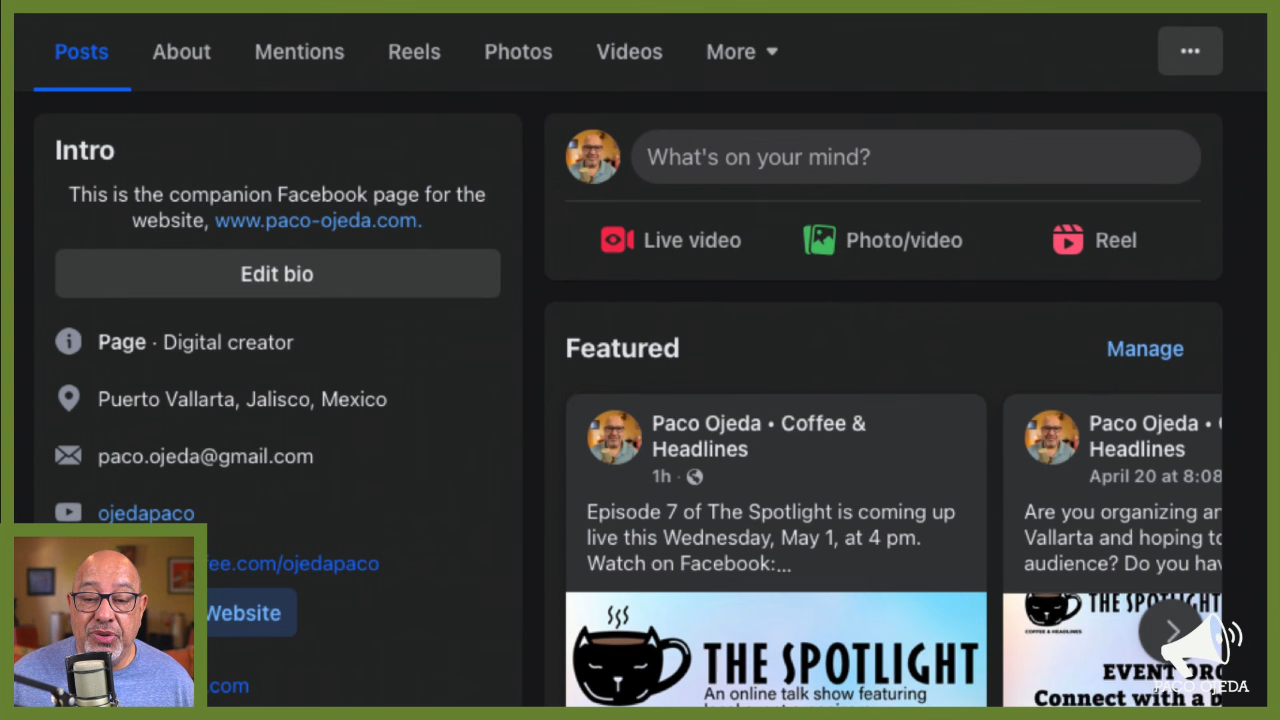 Posts About Mentions Reels Photos Videos More
Intro
This is the companion Facebook page for the
website, www.paco-ojeda.com.
Edit bio
Page · Digital creator
Puerto Vallarta, Jalisco, Mexico
paco.ojeda@gmail.com
ojedapaco
fee.com/ojedapaco
Website
.com
What's on your mind?
Live video Photo/video Reel
Featured Manage
Paco Ojeda • Coffee &
Headlines
1h ·
Episode 7 of The Spotlight is coming up
live this Wednesday, May 1, at 4 pm.
Watch on Facebook:...
THE SPOTLIGHT
An online talk show featuring
Paco Ojeda •
Headlines
April 20 at 8:08
Are you organizing
Vallarta and hoping to
audience? Do you
THE SPOTLIGHT
COFFEE & HEADLINES
EVENT
Connect with a
PACO OJEDA